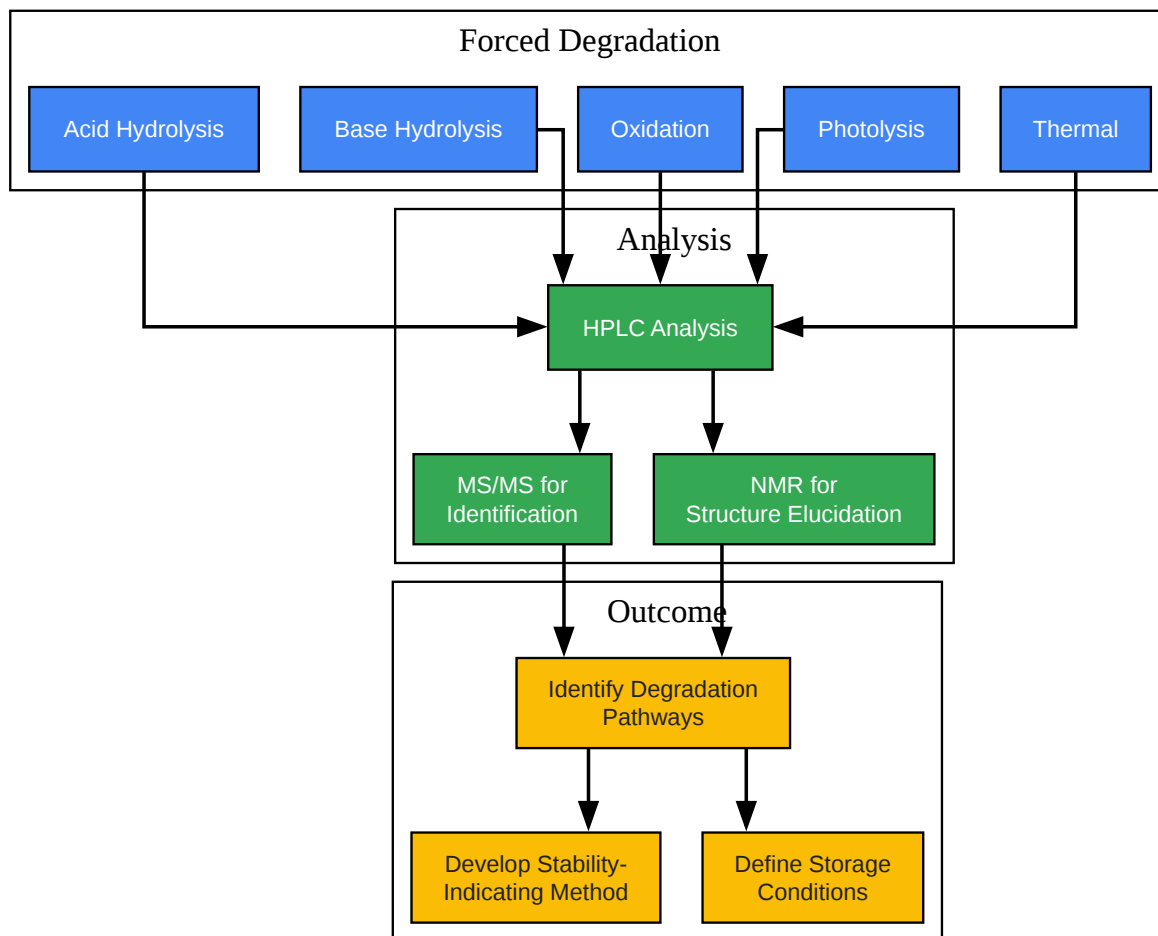 Forced Degradation
Acid Hydrolysis
Base Hydrolysis
Oxidation
Photolysis
Thermal
Analysis
HPLC Analysis
MS/MS for
Identification
NMR for
Structure Elucidation
Outcome
Identify Degradation
Pathways
Develop Stability-
Indicating Method
Define Storage
Conditions